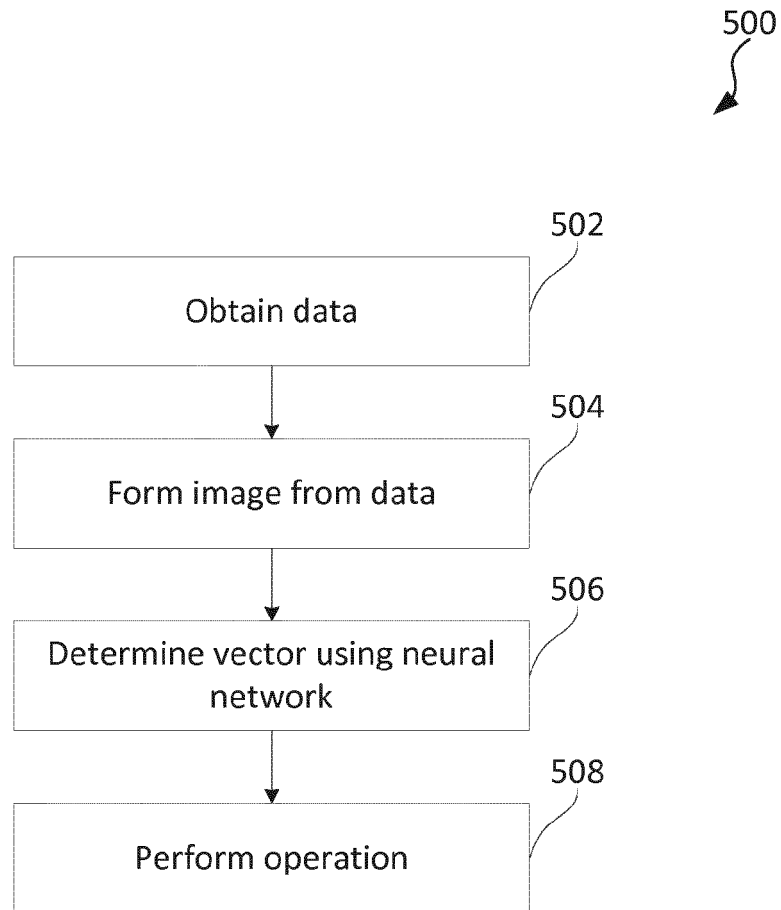 500
502
Obtain data
504
Form image from data
506
Determine vector using neural
network
508
Perform operation